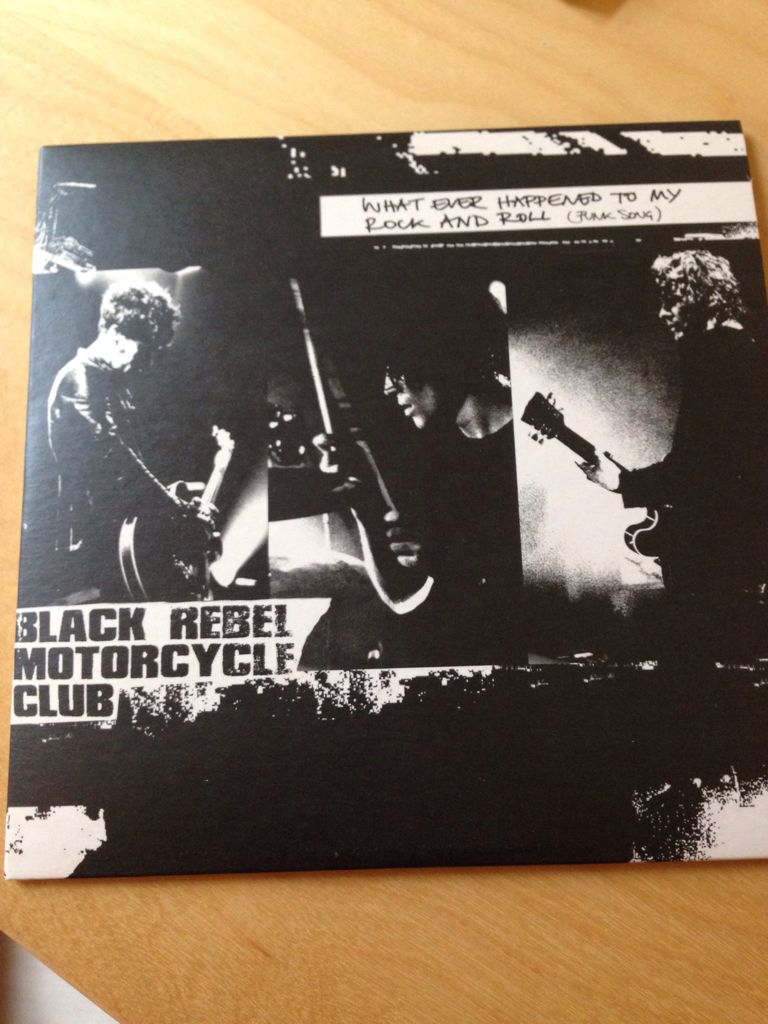 WHAT EVER HAPPENED TO MY
ROCK AND ROLL (PUNK SONG)
BLACK REBEL
MOTORCYCLE
CLUB